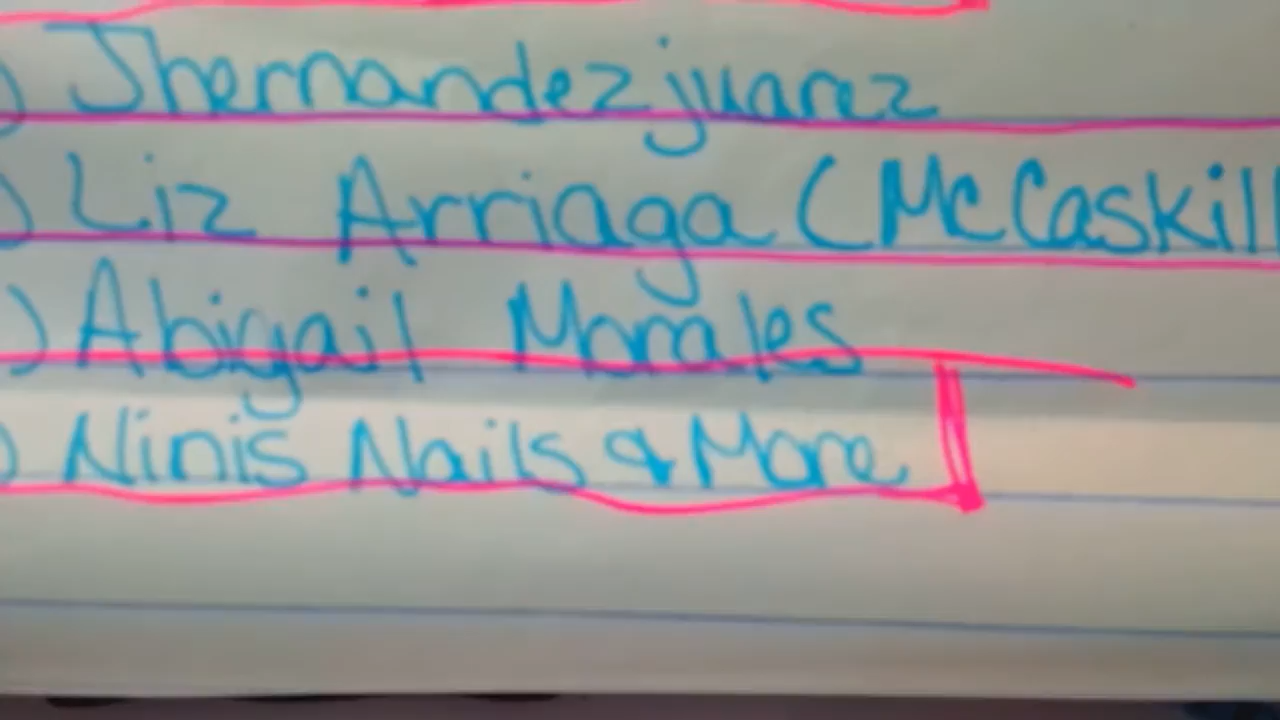 ) Jhernandezjuarez
) Liz Arriaga (McCaskill
) Abigail Morales
) Ninis Nails & More